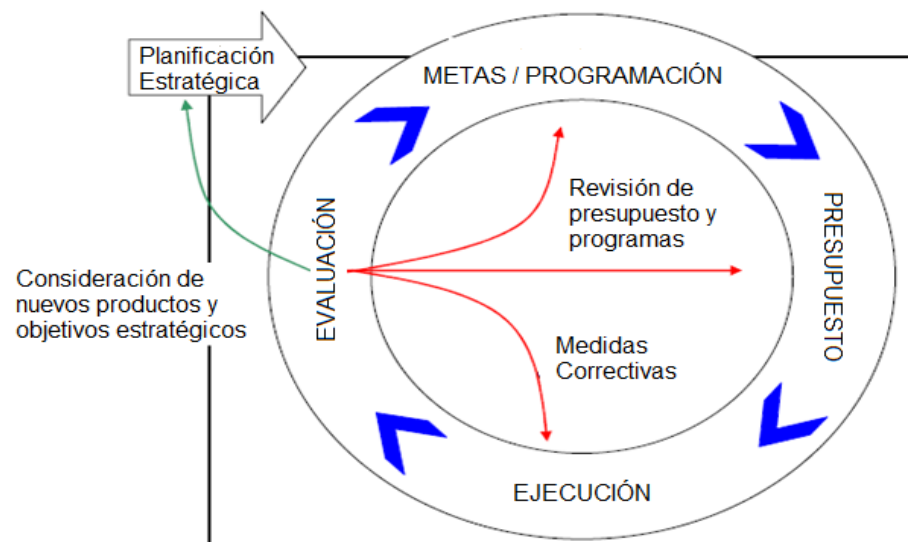 Planificación
Estratégica
METAS / PROGRAMACIÓN
Revisión de
presupuesto y
programas
PRESUPUESTO
EVALUACIÓN
Consideración de
nuevos productos y
objetivos estratégicos
Medidas
Correctivas
EJECUCIÓN